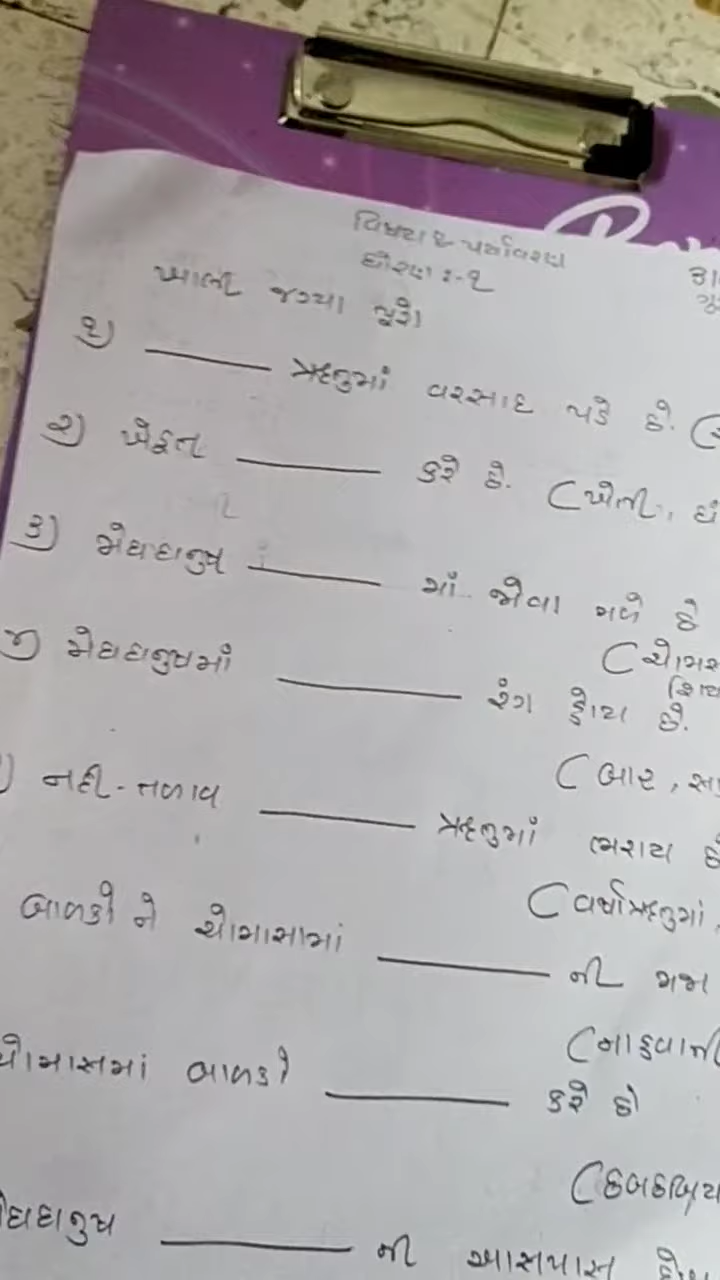 વિષય :- પર્યાવરણ
ધોરણ :- ૧
ખાલી જગ્યા પૂરો
૧) ______ ઋતુમાં વરસાદ પડે છે. (
૨) ખેડૂત ______ કરે છે. (ખેતી,
૩) મેઘધનુષ ______ માં જોવા મળે છે
(ચોમાસ
૪) મેઘધનુષમાં ______ રંગ હોય છે.
(બાર, સા
) નદી - તળાવ ______ ઋતુમાં ભરાય છે
(વર્ષાઋતુમાં,
બાળકો ને ચોમાસામાં ______ ની મજા
(નાહવાની
ચોમાસમાં બાળકો ______ કરે છે
(છબછબિયા
મેઘધનુષ ______ ની આસપાસ